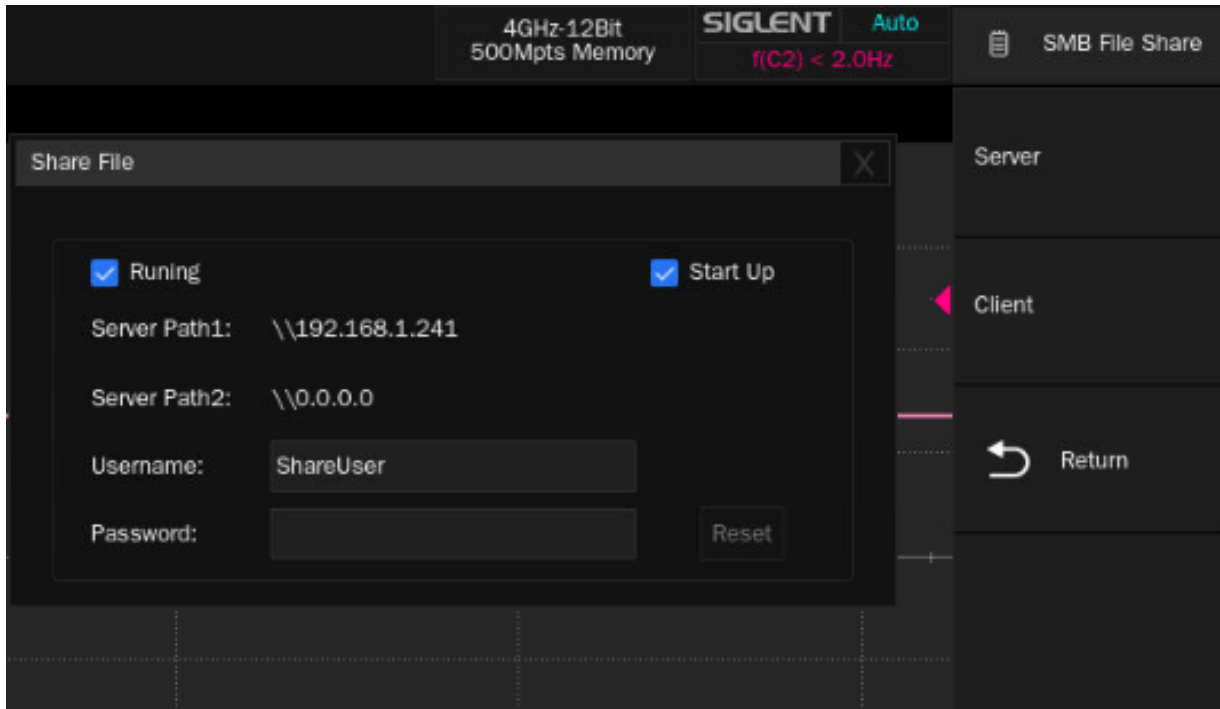 4GHz-12Bit
500Mpts Memory
SIGLENT Auto
f(C2) < 2.0Hz
SMB File Share
Share File
X
Server
Runing
Start Up
Server Path1: \\192.168.1.241
Client
Server Path2: \\0.0.0.0
Username: ShareUser
Return
Password:
Reset